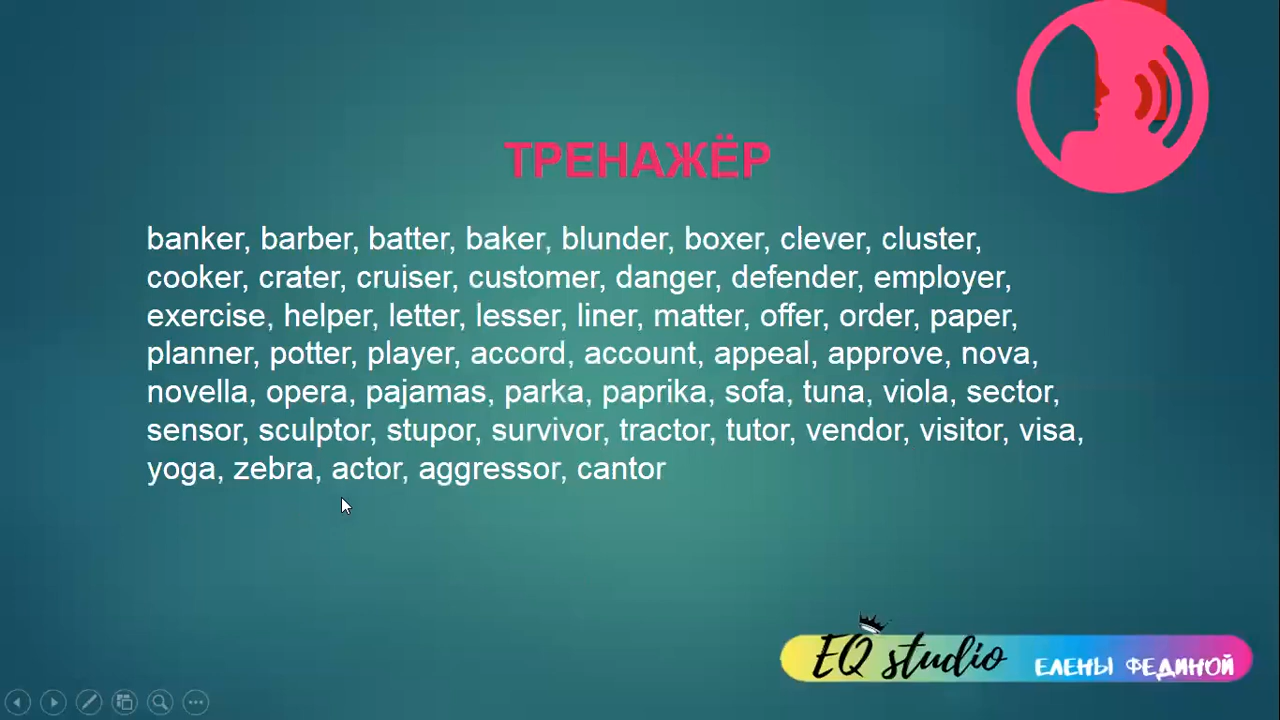 ТРЕНАЖЁР
banker, barber, batter, baker, blunder, boxer, clever, cluster,
cooker, crater, cruiser, customer, danger, defender, employer,
exercise, helper, letter, lesser, liner, matter, offer, order, paper,
planner, potter, player, accord, account, appeal, approve, nova,
novella, opera, pajamas, parka, paprika, sofa, tuna, viola, sector,
sensor, sculptor, stupor, survivor, tractor, tutor, vendor, visitor, visa,
yoga, zebra, actor, aggressor, cantor
EQ studio ЕЛЕНЫ ФЕДИНОЙ